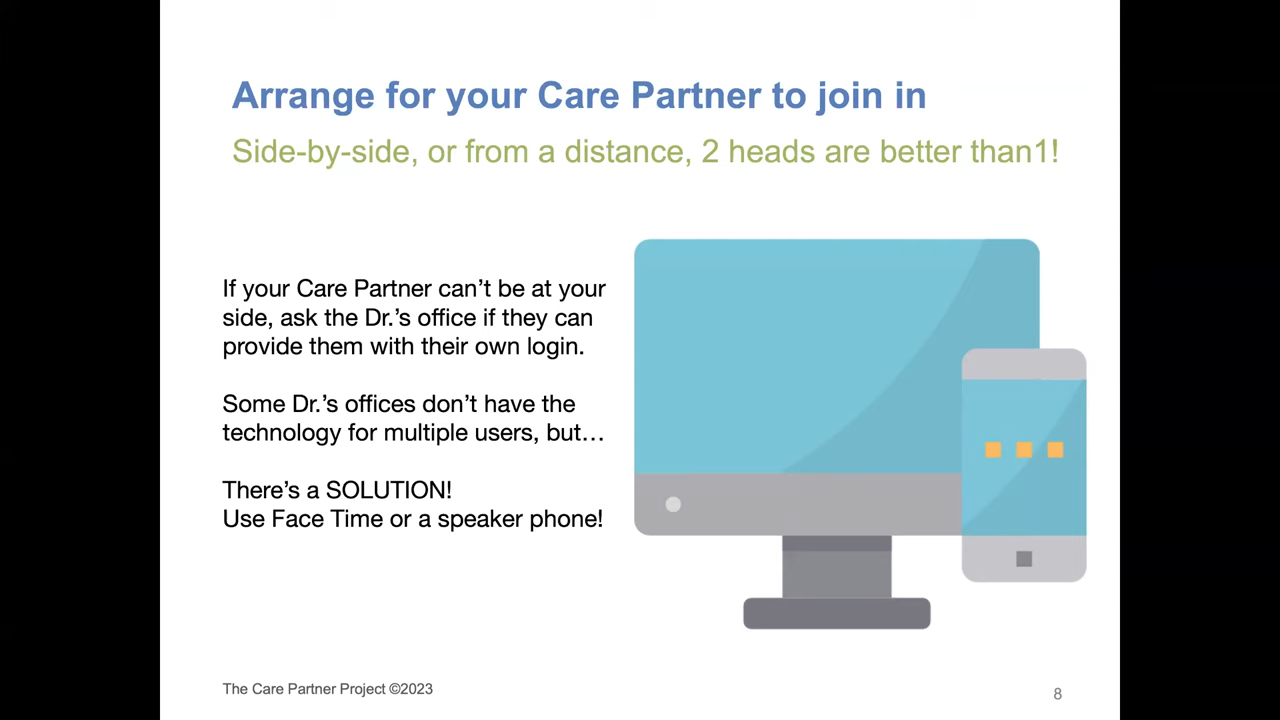 Arrange for your Care Partner to join in
Side-by-side, or from a distance, 2 heads are better than1!
If your Care Partner can’t be at your
side, ask the Dr.’s office if they can
provide them with their own login.
Some Dr.’s offices don’t have the
technology for multiple users, but…
There’s a SOLUTION!
Use Face Time or a speaker phone!
The Care Partner Project ©2023
8